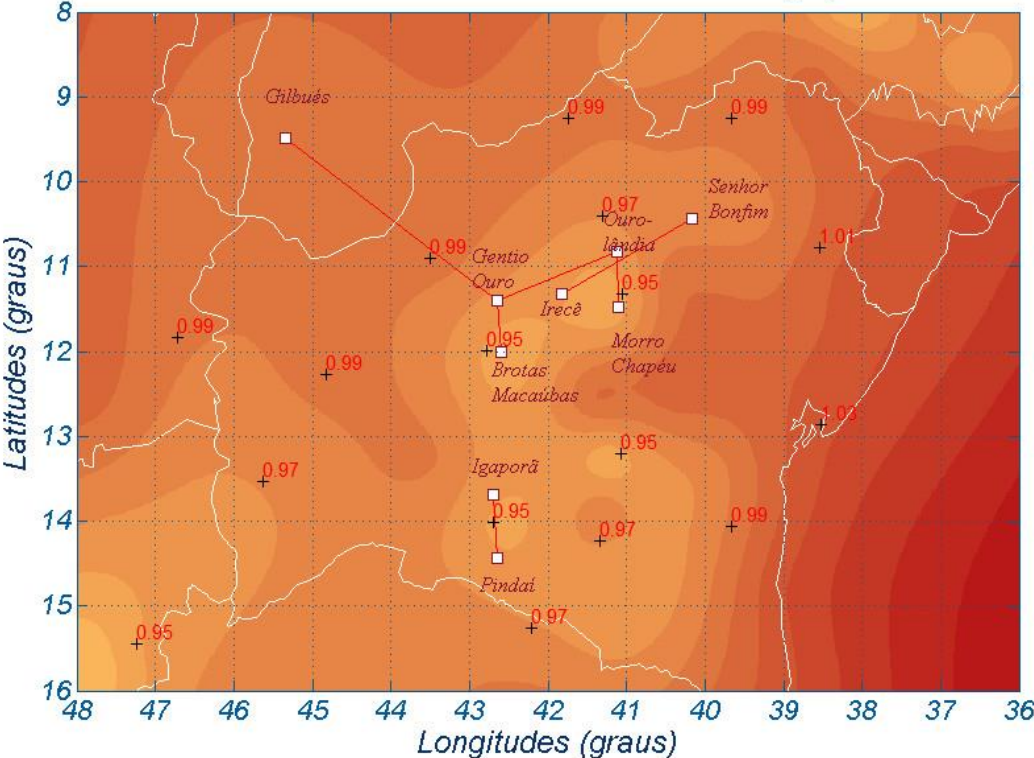 8
9
10
11
12
13
14
15
16
Latitudes (graus)
Gilbués
0.99
0.99
Senhor
Bonfim
0.97
Ouro-
lândia
1.01
0.99
Gentio
Ouro
0.95
Irecê
0.99
0.95
Morro
Chapéu
0.99
Brotas
Macaúbas
1.03
0.95
Igaporã
0.97
0.95
0.99
0.97
Pindaí
0.97
0.95
48 47 46 45 44 43 42 41 40 39 38 37 36
Longitudes (graus)